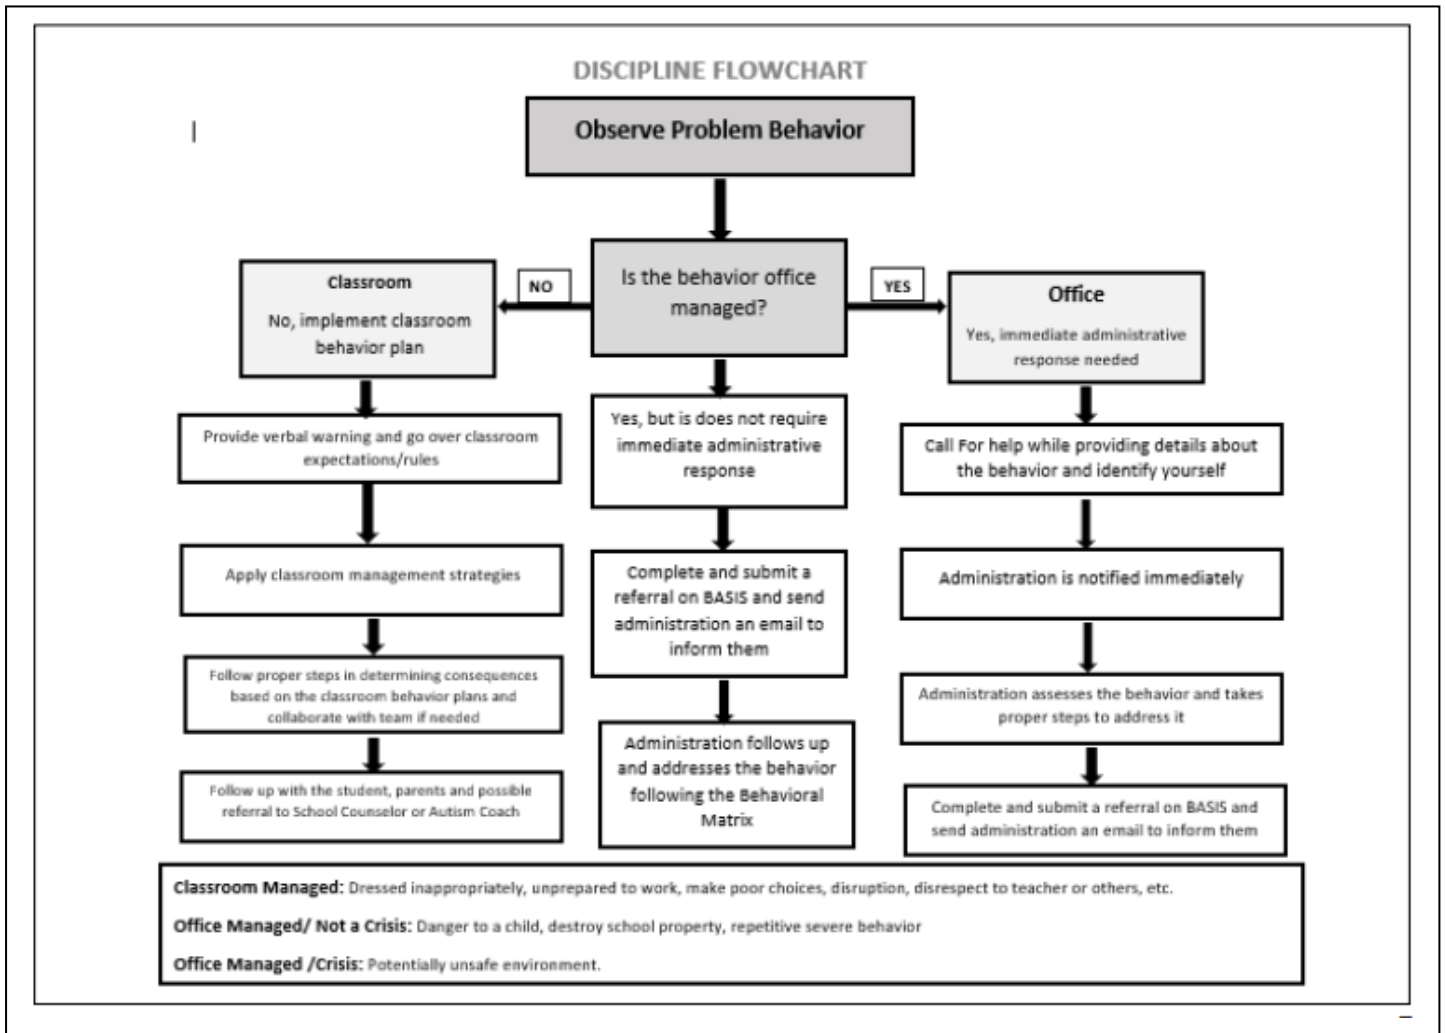 DISCIPLINE FLOWCHART
Observe Problem Behavior
Is the behavior office
managed?
NO
YES
Classroom
No, implement classroom
behavior plan
Provide verbal warning and go over classroom
expectations/rules
Apply classroom management strategies
Follow proper steps in determining consequences
based on the classroom behavior plans and
collaborate with team if needed
Follow up with the student, parents and possible
referral to School Counselor or Autism Coach
Yes, but is does not require
immediate administrative
response
Complete and submit a
referral on BASIS and send
administration an email to
inform them
Administration follows up
and addresses the behavior
following the Behavioral
Matrix
Office
Yes, immediate administrative
response needed
Call For help while providing details about
the behavior and identify yourself
Administration is notified immediately
Administration assesses the behavior and takes
proper steps to address it
Complete and submit a referral on BASIS and
send administration an email to inform them
Classroom Managed: Dressed inappropriately, unprepared to work, make poor choices, disruption, disrespect to teacher or others, etc.
Office Managed/ Not a Crisis: Danger to a child, destroy school property, repetitive severe behavior
Office Managed /Crisis: Potentially unsafe environment.